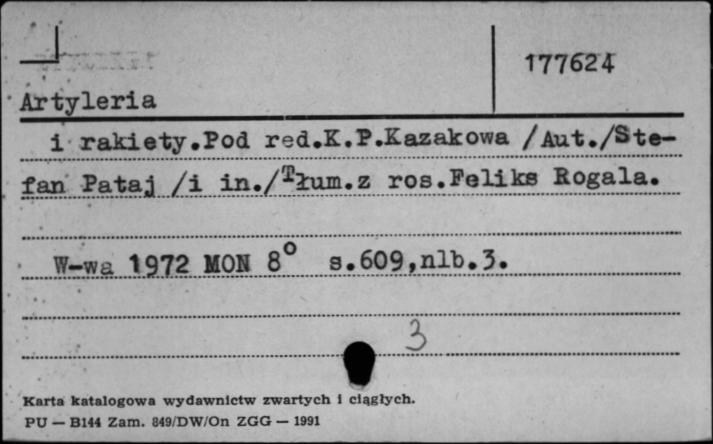 177624
Artyleria
i rakiety.Pod red.K.P.Kazakowa /Aut./Ste-
fan Pataj /i in./Tłum.z ros.Feliks Rogala.
W-wa 1972 MON 8° s.609,nlb.3.
3
Karta katalogowa wydawnictw zwartych i ciągłych.
PU — B144 Zam. 849/DW/On ZGG — 1991